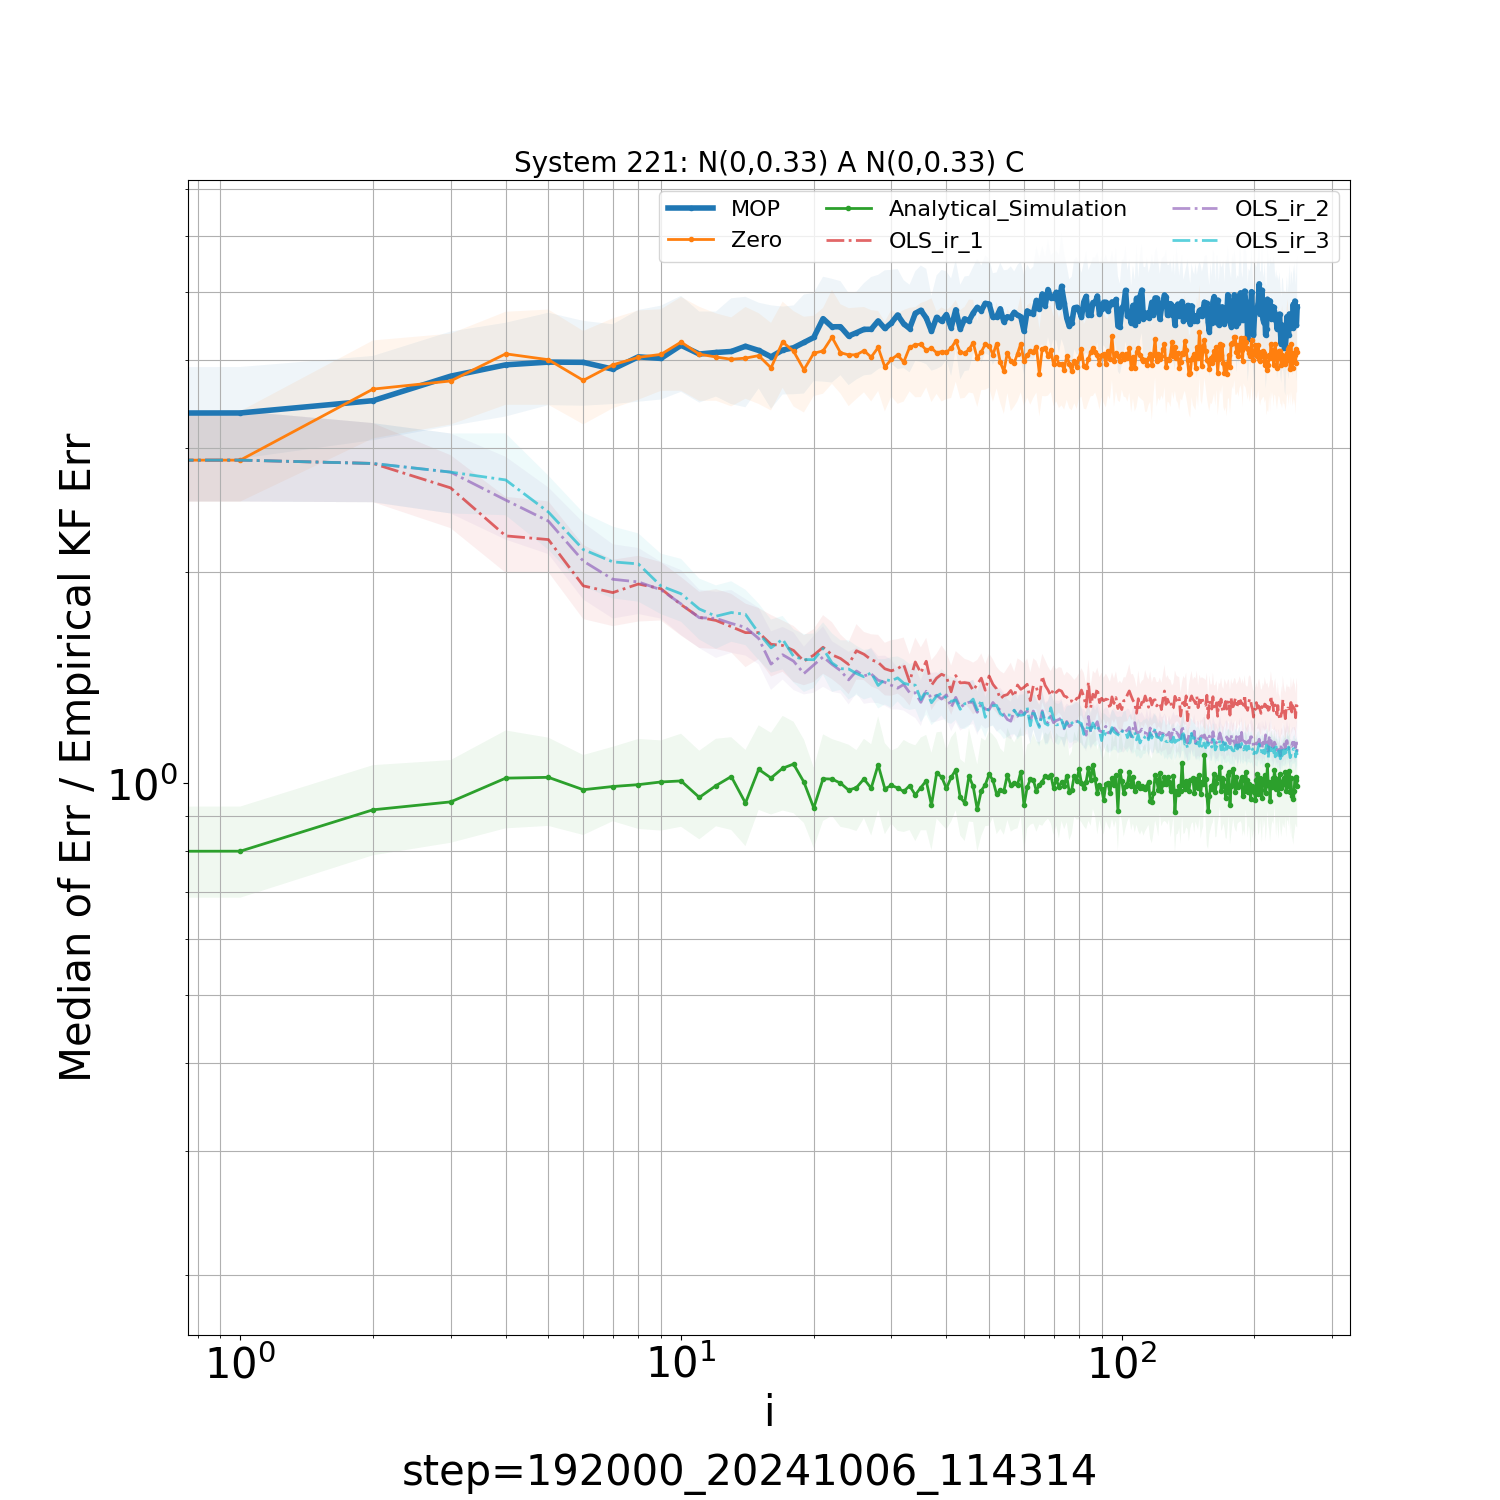 System 221: N(0,0.33) A N(0,0.33) C
MOP
Zero
Analytical_Simulation
OLS_ir_1
OLS_ir_2
OLS_ir_3
Median of Err / Empirical KF Err
10⁰
10⁰ 10¹ 10²
i
step=192000_20241006_114314